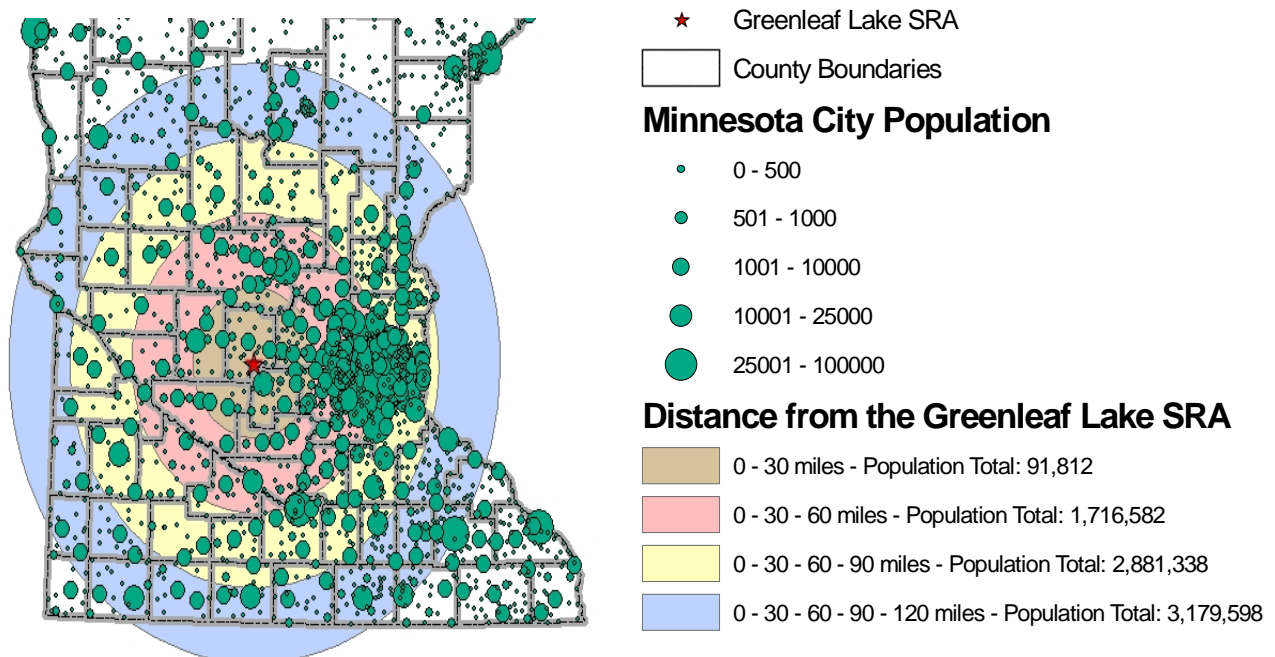 Greenleaf Lake SRA
County Boundaries
Minnesota City Population
0 - 500
501 - 1000
1001 - 10000
10001 - 25000
25001 - 100000
Distance from the Greenleaf Lake SRA
0 - 30 miles - Population Total: 91,812
0 - 30 - 60 miles - Population Total: 1,716,582
0 - 30 - 60 - 90 miles - Population Total: 2,881,338
0 - 30 - 60 - 90 - 120 miles - Population Total: 3,179,598